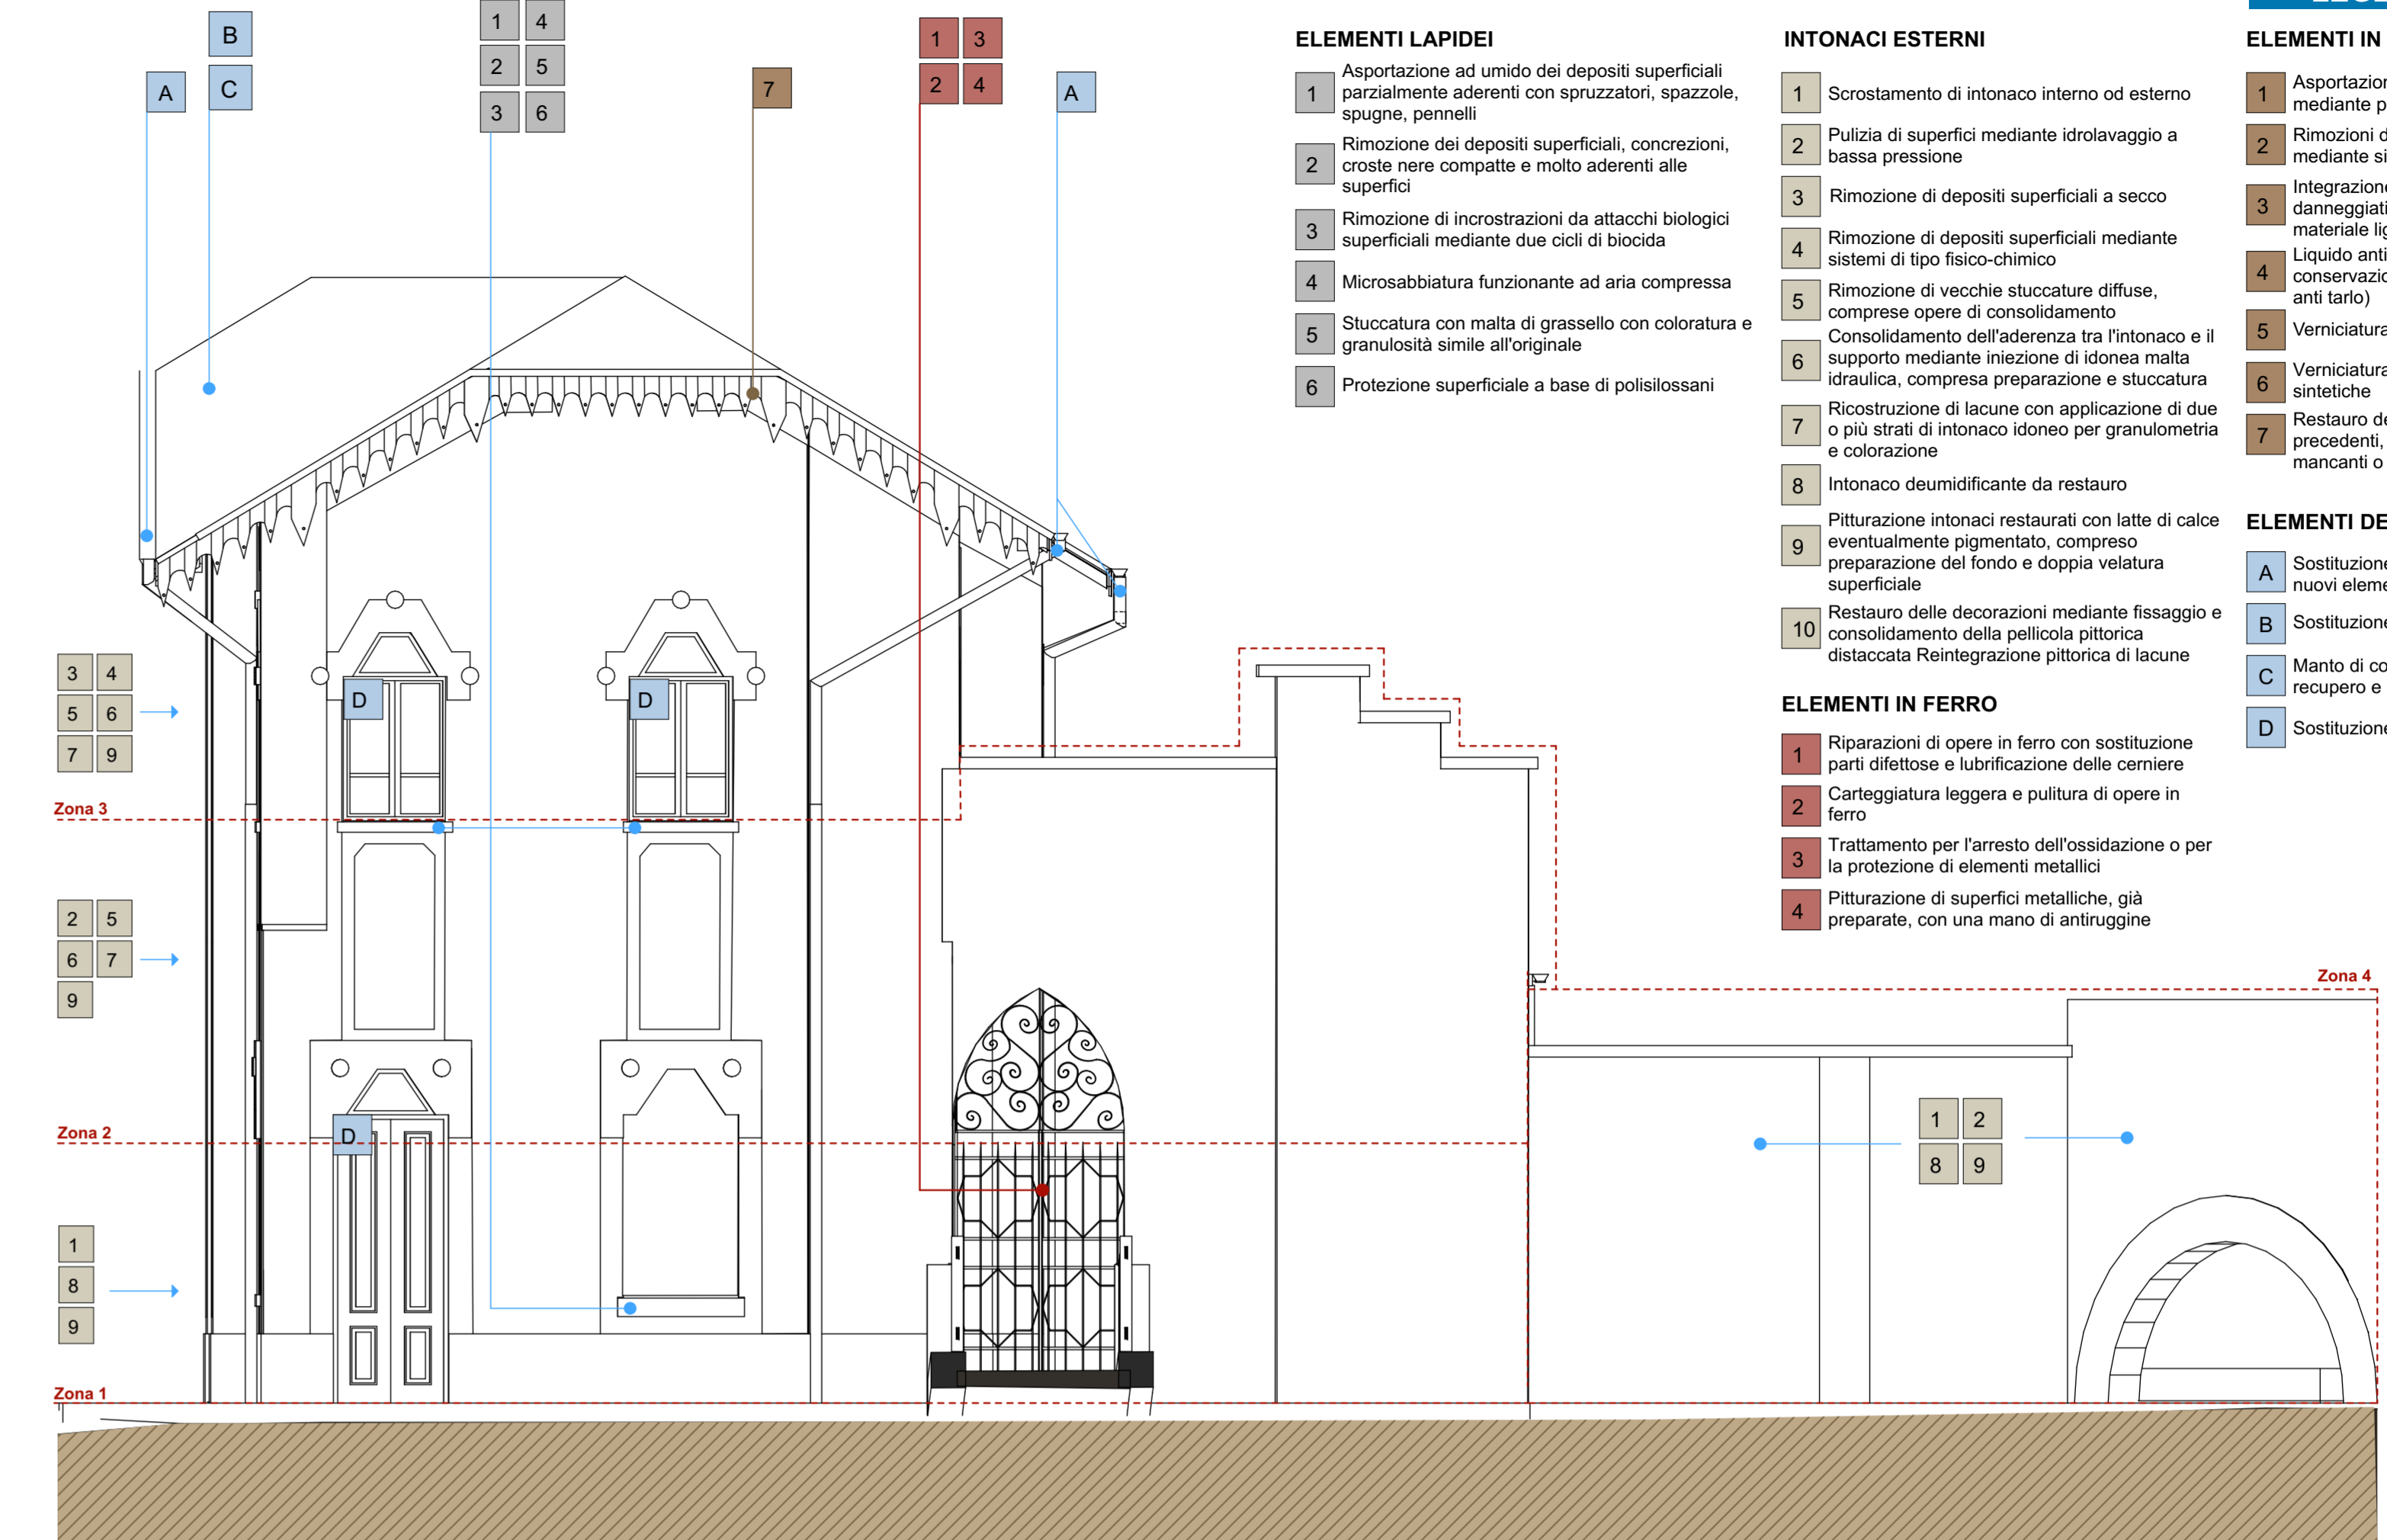 B
A
C
1 4
2 5
3 6
7
1 3
2 4
A
D
D
D
3 4
5 6
7 9
Zona 3
2 5
6 7
9
Zona 2
1
8
9
Zona 1
Zona 4
1 2
8 9
ELEMENTI LAPIDEI
1 Asportazione ad umido dei depositi superficiali
parzialmente aderenti con spruzzatori, spazzole,
spugne, pennelli
2 Rimozione dei depositi superficiali, concrezioni,
croste nere compatte e molto aderenti alle
superfici
3 Rimozione di incrostrazioni da attacchi biologici
superficiali mediante due cicli di biocida
4 Microsabbiatura funzionante ad aria compressa
5 Stuccatura con malta di grassello con coloratura e
granulosità simile all'originale
6 Protezione superficiale a base di polisilossani
INTONACI ESTERNI
1 Scrostamento di intonaco interno od esterno
2 Pulizia di superfici mediante idrolavaggio a
bassa pressione
3 Rimozione di depositi superficiali a secco
4 Rimozione di depositi superficiali mediante
sistemi di tipo fisico-chimico
5 Rimozione di vecchie stuccature diffuse,
comprese opere di consolidamento
6 Consolidamento dell'aderenza tra l'intonaco e il
supporto mediante iniezione di idonea malta
idraulica, compresa preparazione e stuccatura
7 Ricostruzione di lacune con applicazione di due
o più strati di intonaco idoneo per granulometria
e colorazione
8 Intonaco deumidificante da restauro
9 Pitturazione intonaci restaurati con latte di calce
eventualmente pigmentato, compreso
preparazione del fondo e doppia velatura
superficiale
10 Restauro delle decorazioni mediante fissaggio e
consolidamento della pellicola pittorica
distaccata Reintegrazione pittorica di lacune
ELEMENTI IN FERRO
1 Riparazioni di opere in ferro con sostituzione
parti difettose e lubrificazione delle cerniere
2 Carteggiatura leggera e pulitura di opere in
ferro
3 Trattamento per l'arresto dell'ossidazione o per
la protezione di elementi metallici
4 Pitturazione di superfici metalliche, già
preparate, con una mano di antiruggine
ELEMENTI IN
1 Asportazion
mediante p
2 Rimozioni d
mediante si
3 Integrazione
danneggiati
materiale lig
4 Liquido anti
conservazio
anti tarlo)
5 Verniciatura
6 Verniciatura
sintetiche
7 Restauro de
precedenti,
mancanti o
ELEMENTI DE
A Sostituzione
nuovi eleme
B Sostituzione
C Manto di co
recupero e
D Sostituzione